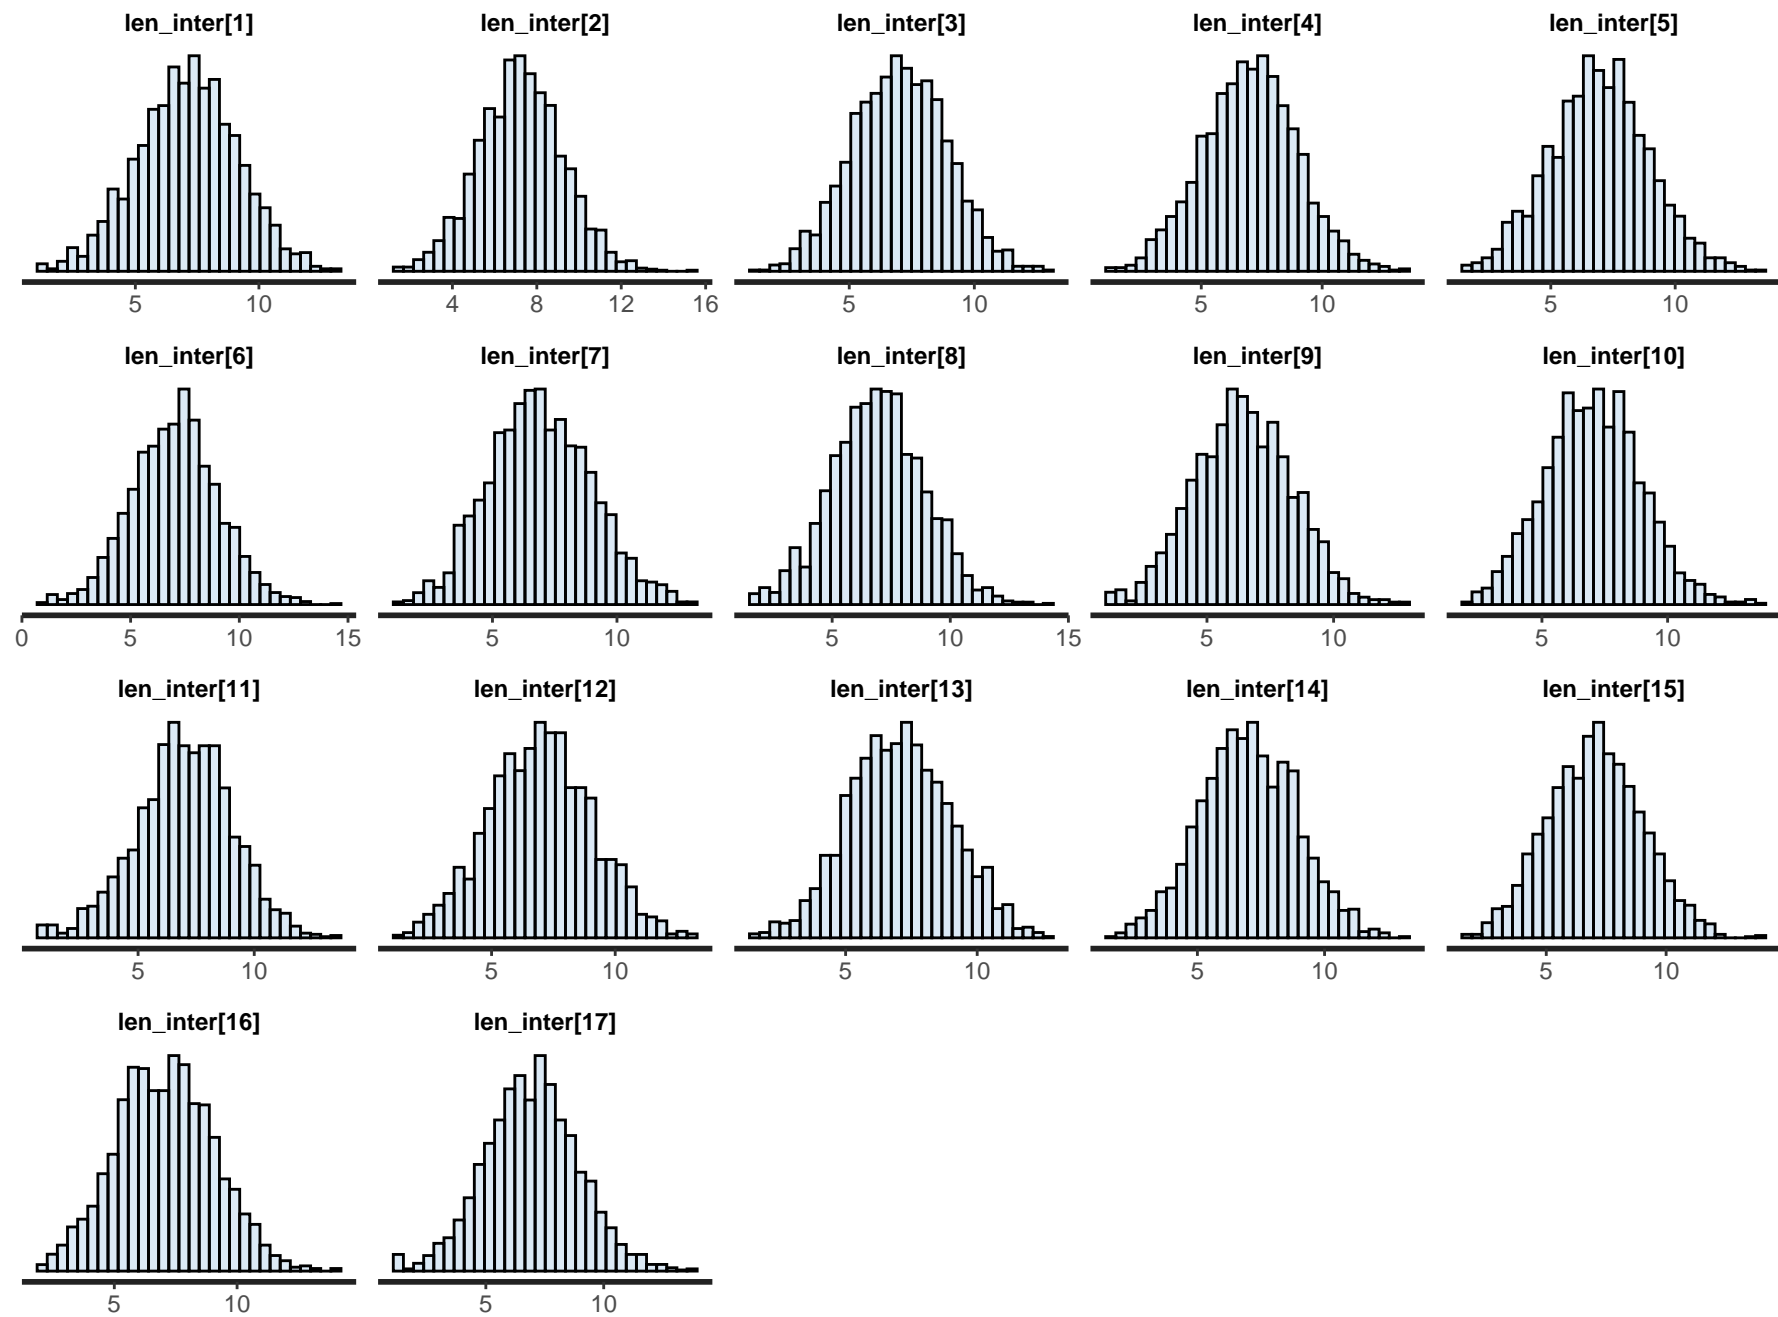 len_inter[1] len_inter[2] len_inter[3] len_inter[4] len_inter[5]
5 10 4 8 12 16 5 10 5 10 5 10
len_inter[6] len_inter[7] len_inter[8] len_inter[9] len_inter[10]
0 5 10 15 5 10 5 10 15 5 10 5 10
len_inter[11] len_inter[12] len_inter[13] len_inter[14] len_inter[15]
5 10 5 10 5 10 5 10 5 10
len_inter[16] len_inter[17]
5 10 5 10